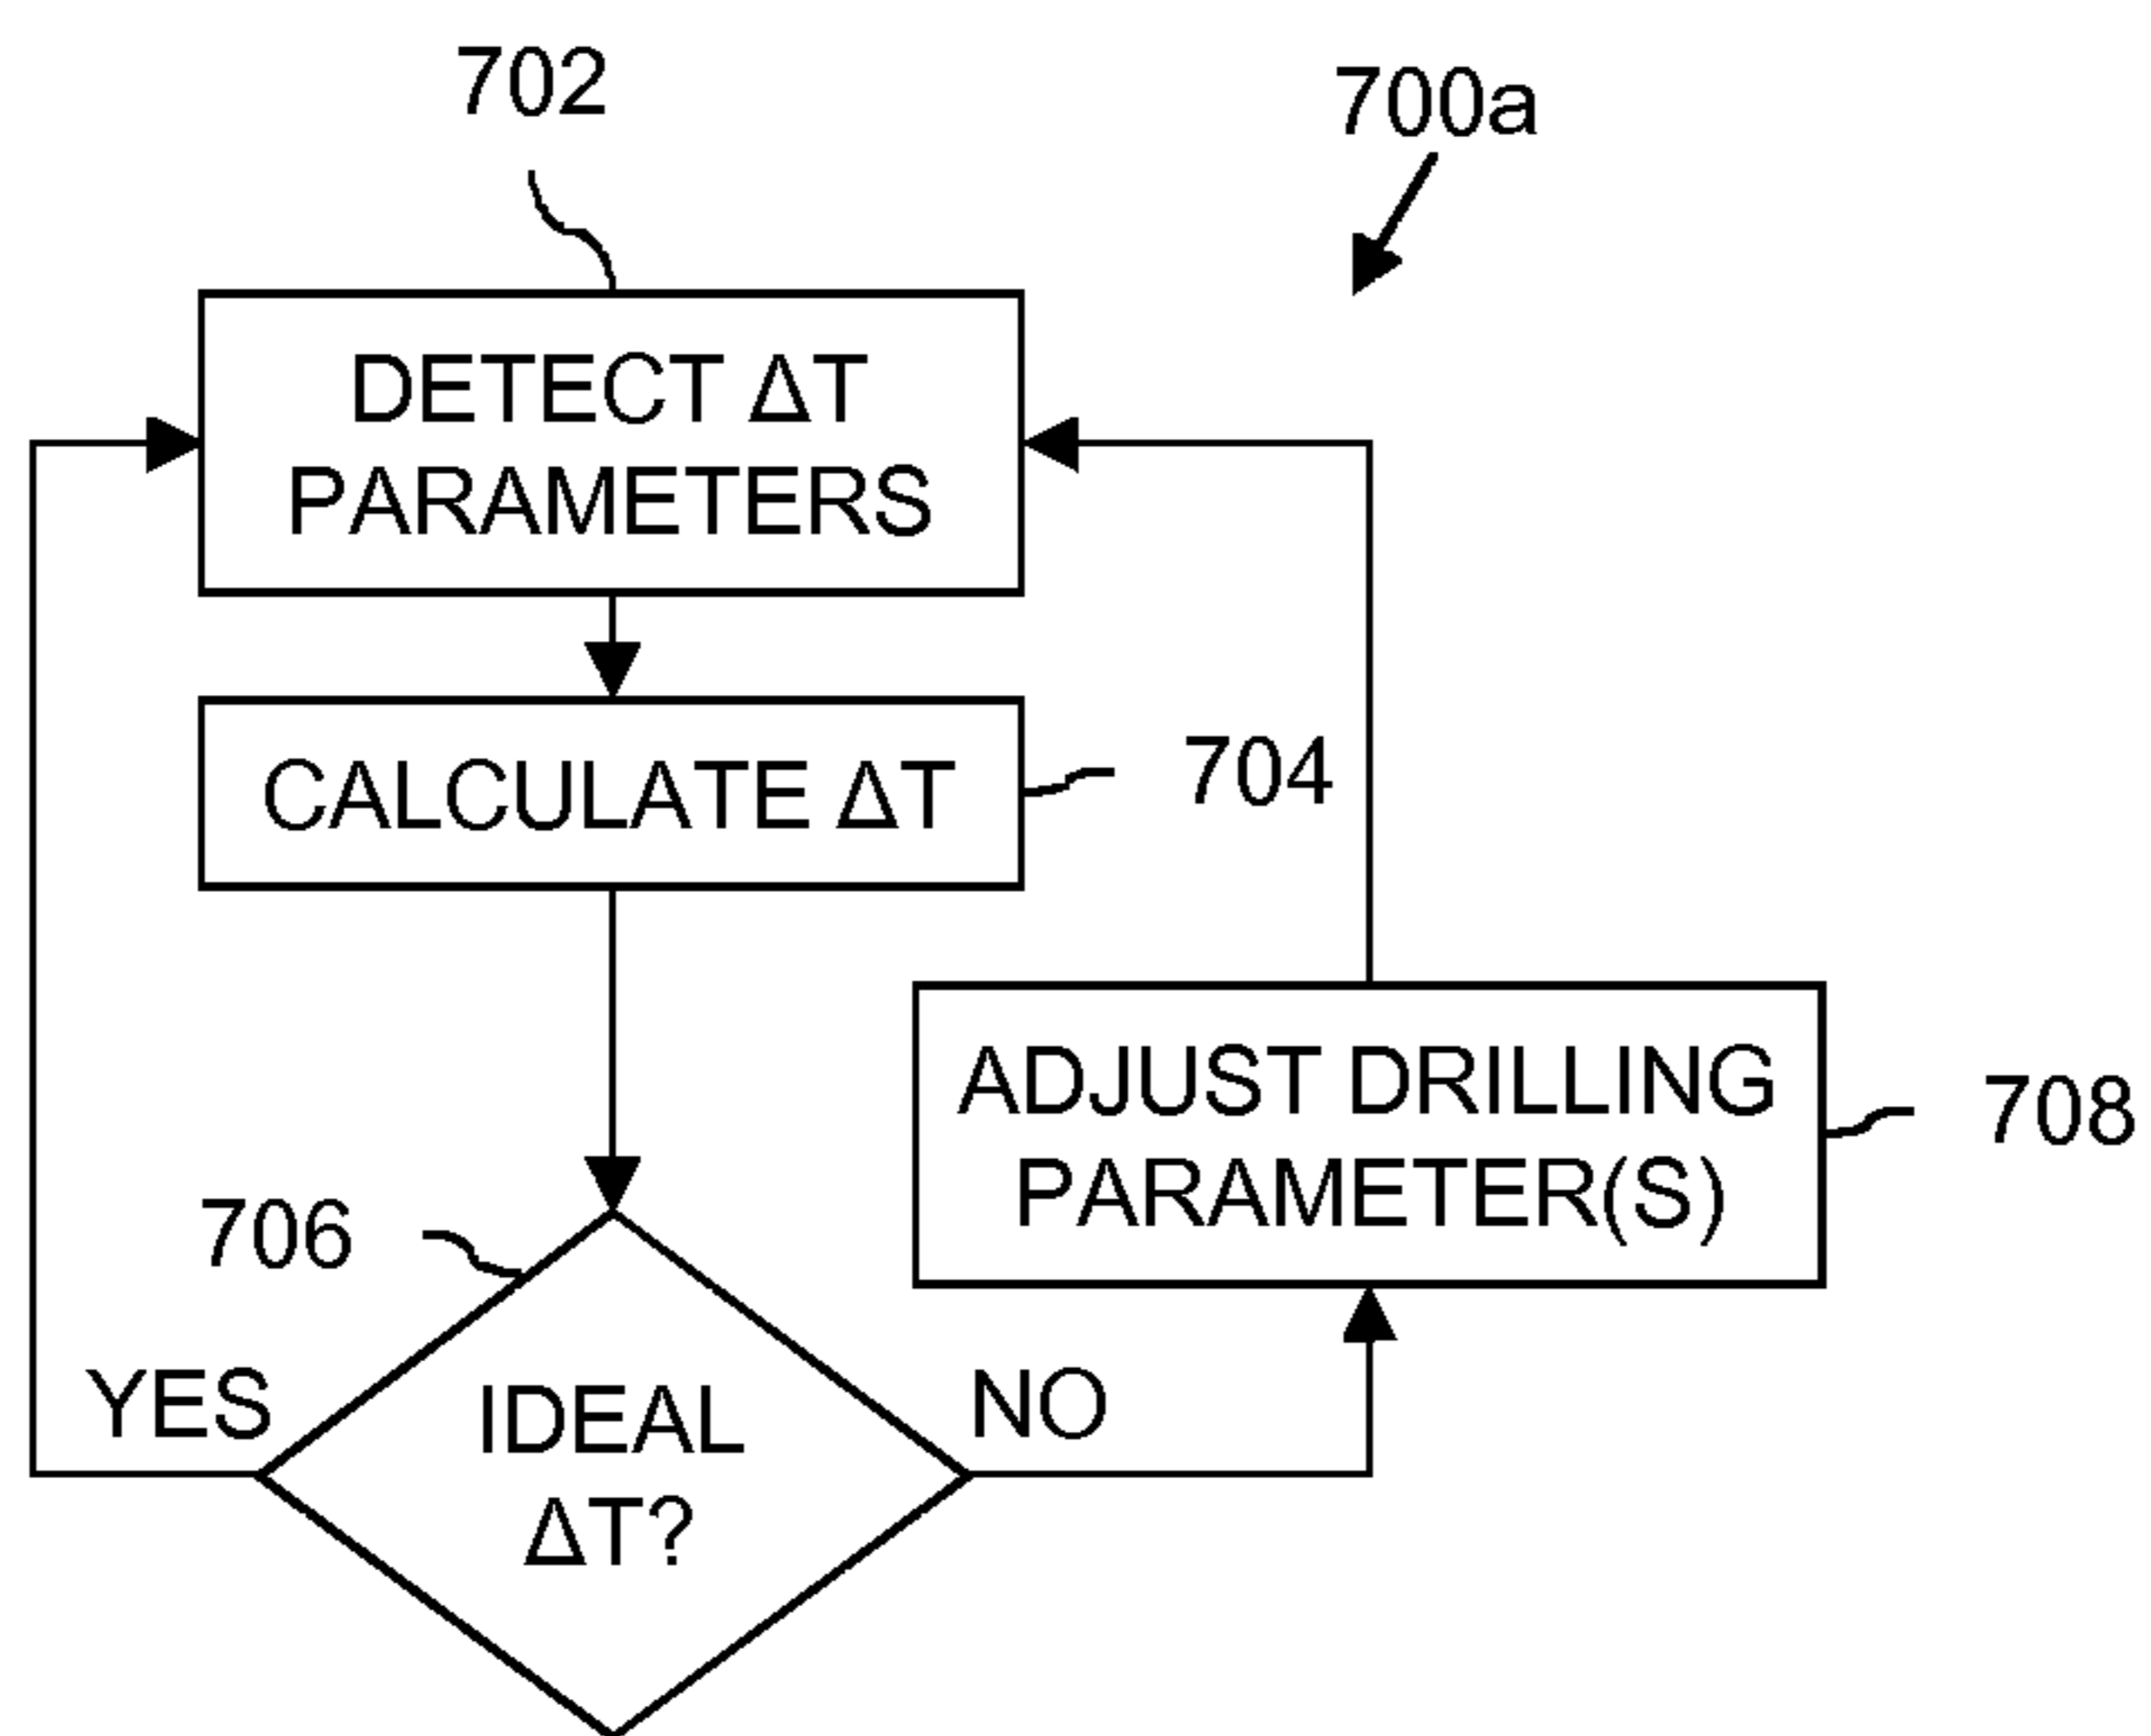 702
700a
DETECT ΔT
PARAMETERS
CALCULATE ΔT
704
ADJUST DRILLING
PARAMETER(S)
708
706
YES
IDEAL
ΔT?
NO